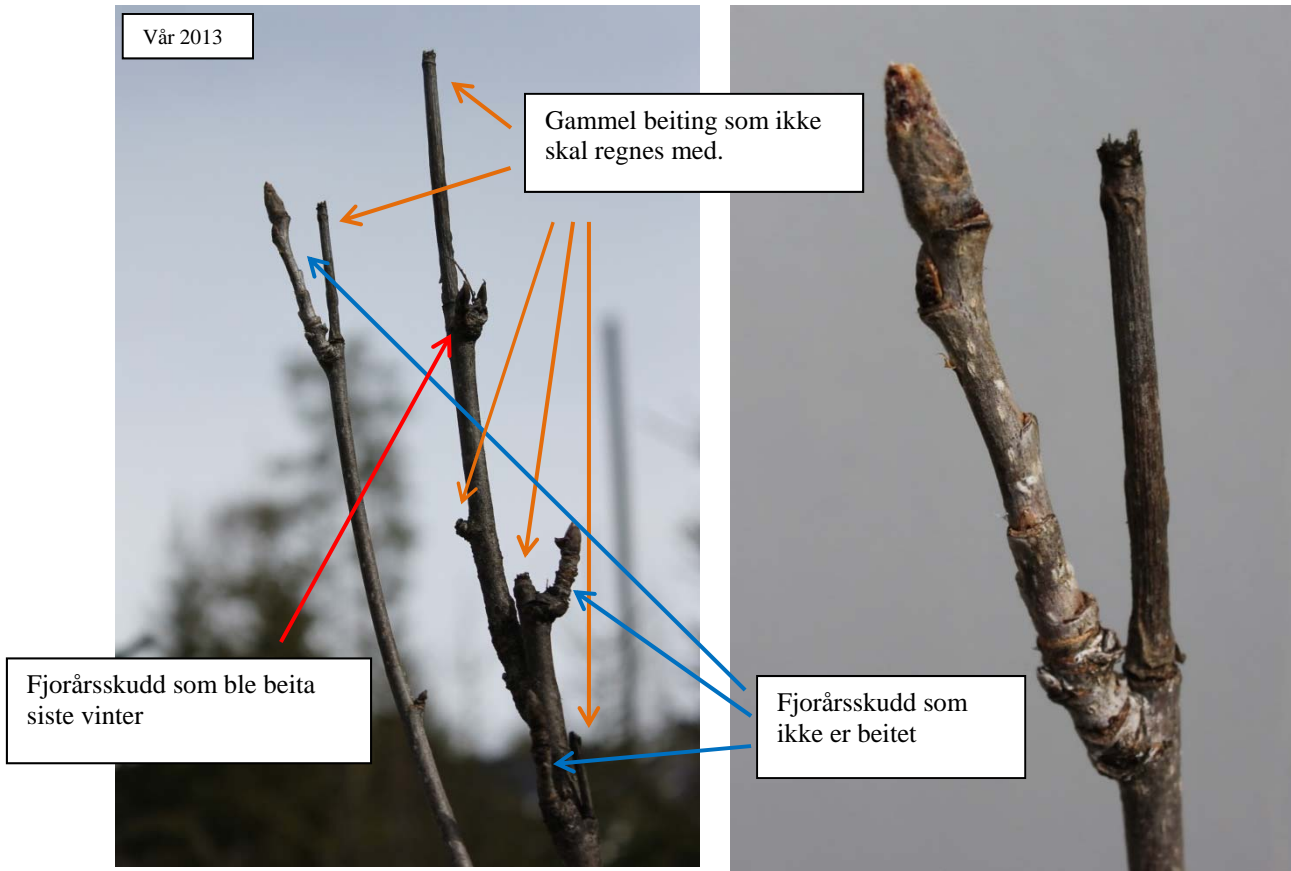 Vår 2013
Gammel beiting som ikke
skal regnes med.
Fjorårsskudd som ble beita
siste vinter
Fjorårsskudd som
ikke er beitet